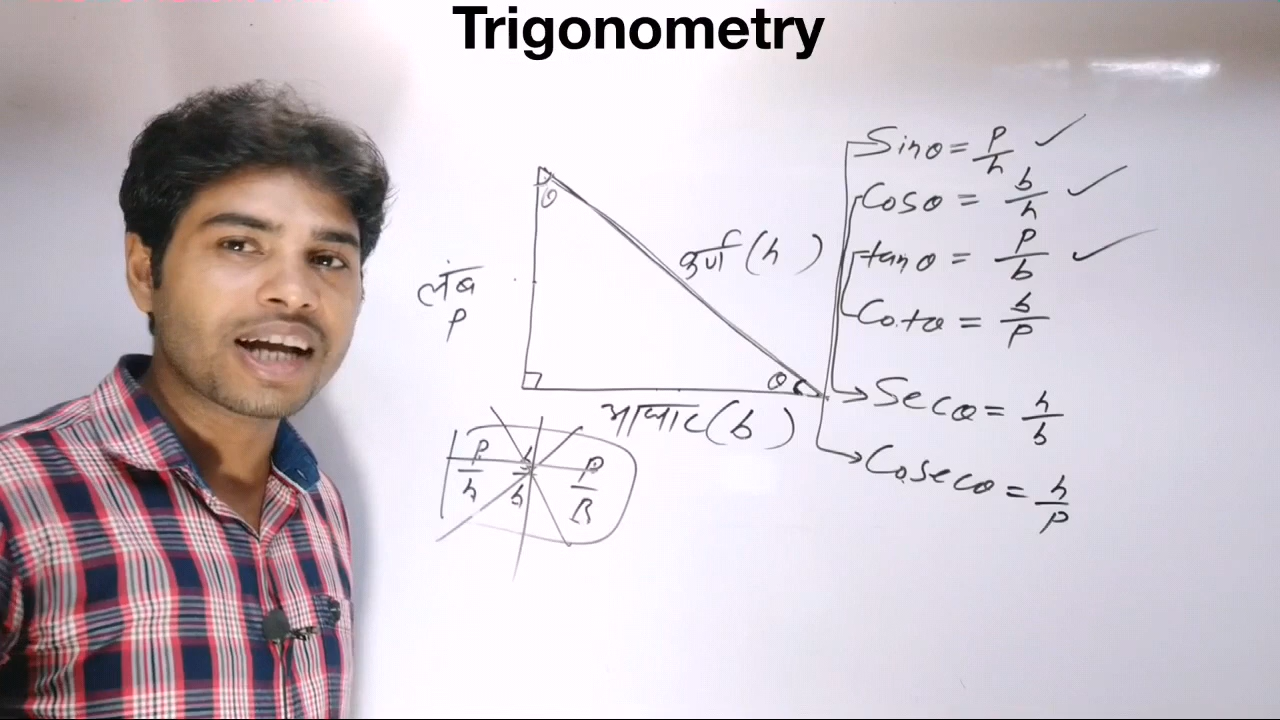 Trigonometry
Sinθ = p/h ✓
Cosθ = b/h ✓
tanθ = p/b ✓
Cotθ = b/p
Secθ = h/b
Cosecθ = h/p
θ
कर्ण (h)
लंब
p
θ
आधार (b)
p/h b/h p/B